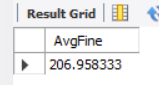 Result Grid
AvgFine
206.958333